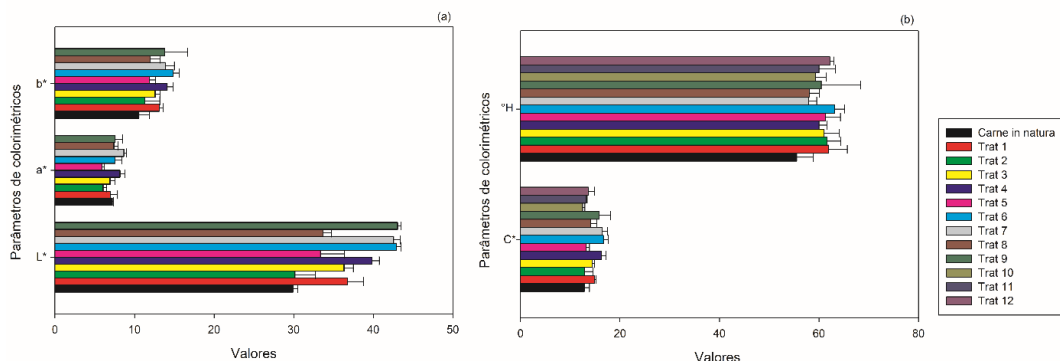 (a)
Parâmetros de colorimétricos
b*
a*
L*
0 10 20 30 40 50
Valores
(b)
Parâmetros de colorimétricos
°H
C*
0 20 40 60 80
Valores
Carne in natura
Trat 1
Trat 2
Trat 3
Trat 4
Trat 5
Trat 6
Trat 7
Trat 8
Trat 9
Trat 10
Trat 11
Trat 12